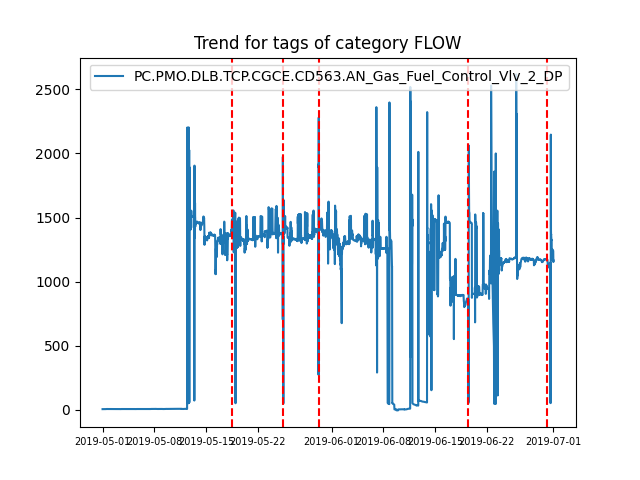 Trend for tags of category FLOW
PC.PMO.DLB.TCP.CGCE.CD563.AN_Gas_Fuel_Control_Vlv_2_DP
2500
2000
1500
1000
500
0
2019-05-01 2019-05-08 2019-05-15 2019-05-22 2019-06-01 2019-06-08 2019-06-15 2019-06-22 2019-07-01